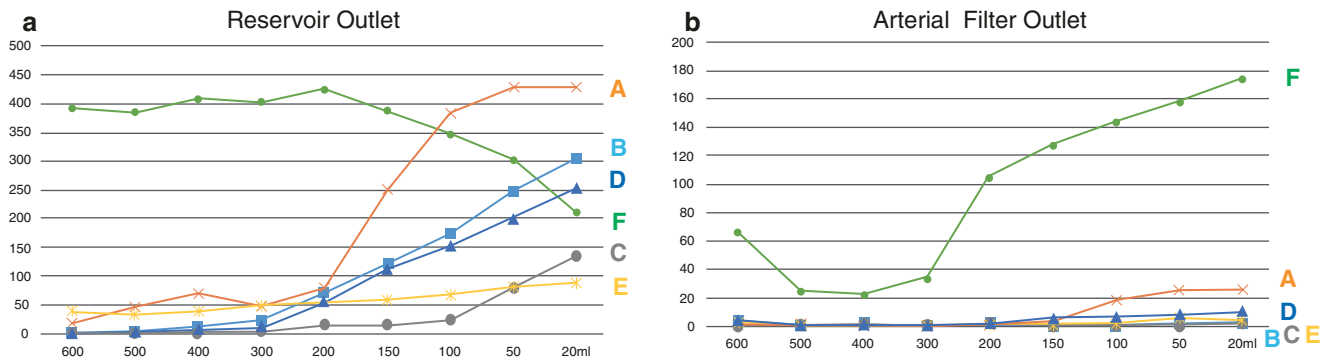 a Reservoir Outlet
500
450
400
350
300
250
200
150
100
50
0
600 500 400 300 200 150 100 50 20ml
A
B
D
F
C
E
b Arterial Filter Outlet
200
180
160
140
120
100
80
60
40
20
0
600 500 400 300 200 150 100 50 20ml
F
A
D
B C E